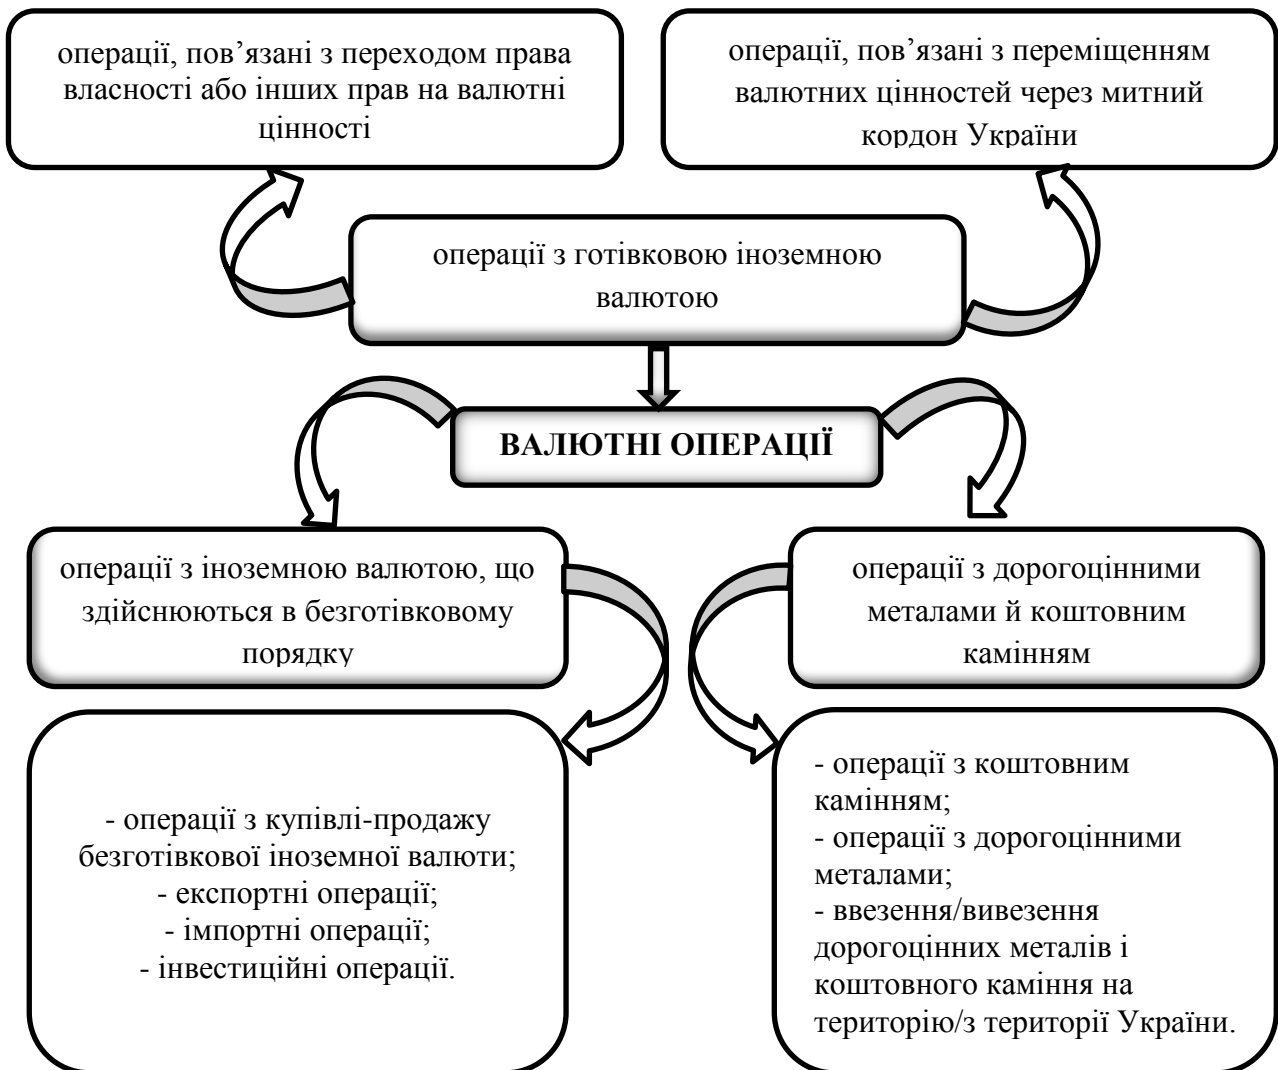 операції, пов’язані з переходом права
власності або інших прав на валютні
цінності
операції, пов’язані з переміщенням
валютних цінностей через митний
кордон України
операції з готівковою іноземною
валютою
ВАЛЮТНІ ОПЕРАЦІЇ
операції з іноземною валютою, що
здійснюються в безготівковому
порядку
операції з дорогоцінними
металами й коштовним
камінням
- операції з купівлі-продажу
безготівкової іноземної валюти;
- експортні операції;
- імпортні операції;
- інвестиційні операції.
- операції з коштовним
камінням;
- операції з дорогоцінними
металами;
- ввезення/вивезення
дорогоцінних металів і
коштовного каміння на
територію/з території України.